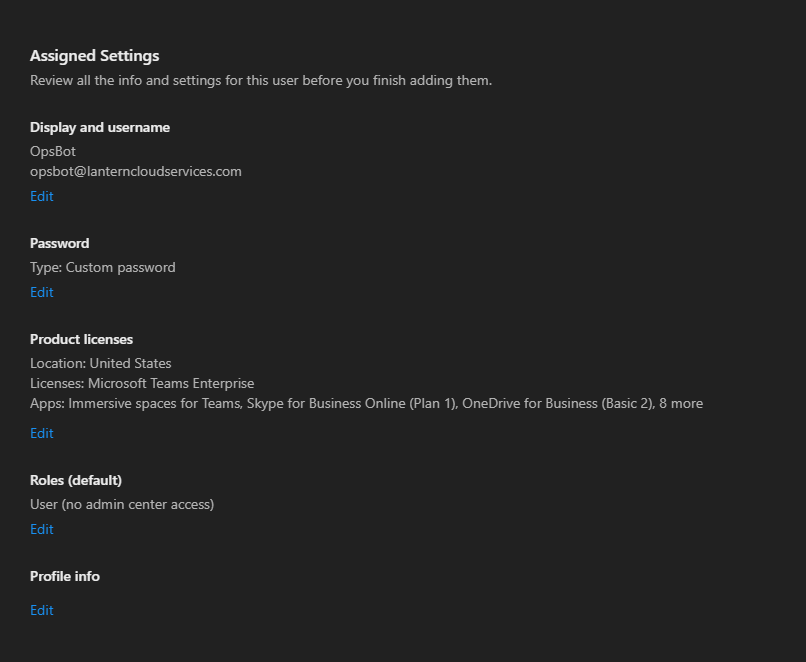 Assigned Settings
Review all the info and settings for this user before you finish adding them.
Display and username
OpsBot
opsbot@lanterncloudservices.com
Edit
Password
Type: Custom password
Edit
Product licenses
Location: United States
Licenses: Microsoft Teams Enterprise
Apps: Immersive spaces for Teams, Skype for Business Online (Plan 1), OneDrive for Business (Basic 2), 8 more
Edit
Roles (default)
User (no admin center access)
Edit
Profile info
Edit